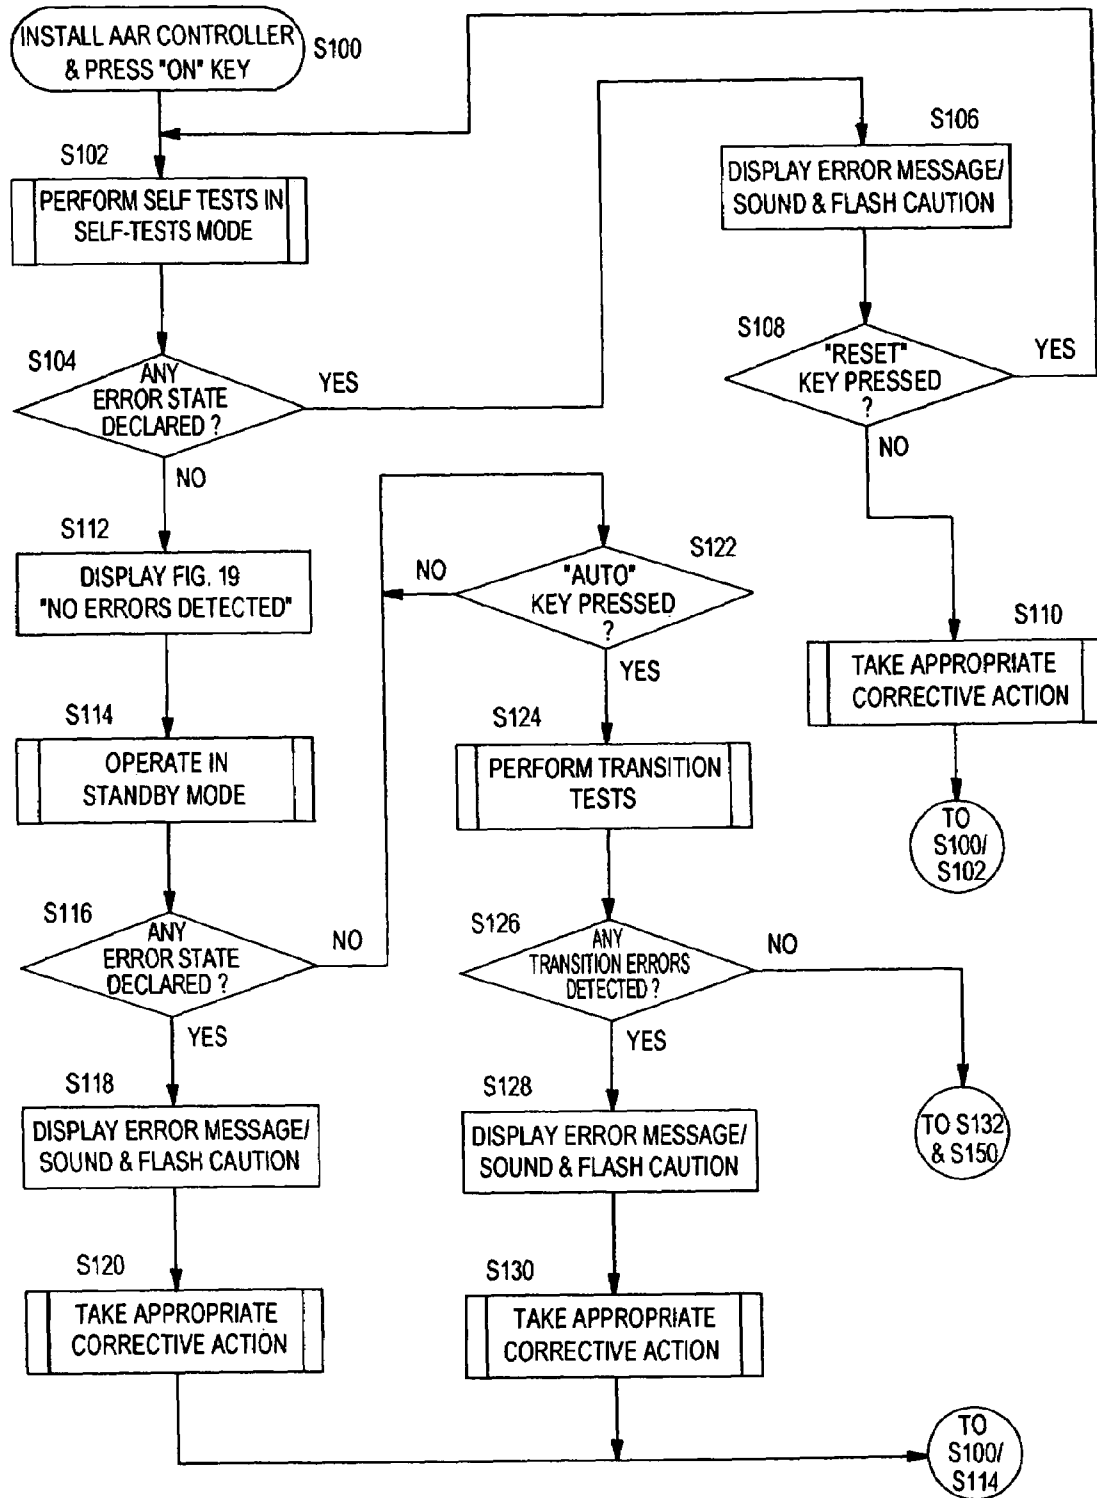 INSTALL AAR CONTROLLER
& PRESS "ON" KEY
S100
S102
PERFORM SELF TESTS IN
SELF-TESTS MODE
S104
ANY
ERROR STATE
DECLARED ?
YES
NO
S106
DISPLAY ERROR MESSAGE/
SOUND & FLASH CAUTION
S108
"RESET"
KEY PRESSED
?
YES
NO
S110
TAKE APPROPRIATE
CORRECTIVE ACTION
TO
S100/
S102
S112
DISPLAY FIG. 19
"NO ERRORS DETECTED"
S114
OPERATE IN
STANDBY MODE
S116
ANY
ERROR STATE
DECLARED ?
NO
YES
S118
DISPLAY ERROR MESSAGE/
SOUND & FLASH CAUTION
S120
TAKE APPROPRIATE
CORRECTIVE ACTION
S122
"AUTO"
KEY PRESSED
?
NO
YES
S124
PERFORM TRANSITION
TESTS
S126
ANY
TRANSITION ERRORS
DETECTED ?
NO
YES
TO S132
& S150
S128
DISPLAY ERROR MESSAGE/
SOUND & FLASH CAUTION
S130
TAKE APPROPRIATE
CORRECTIVE ACTION
TO
S100/
S114